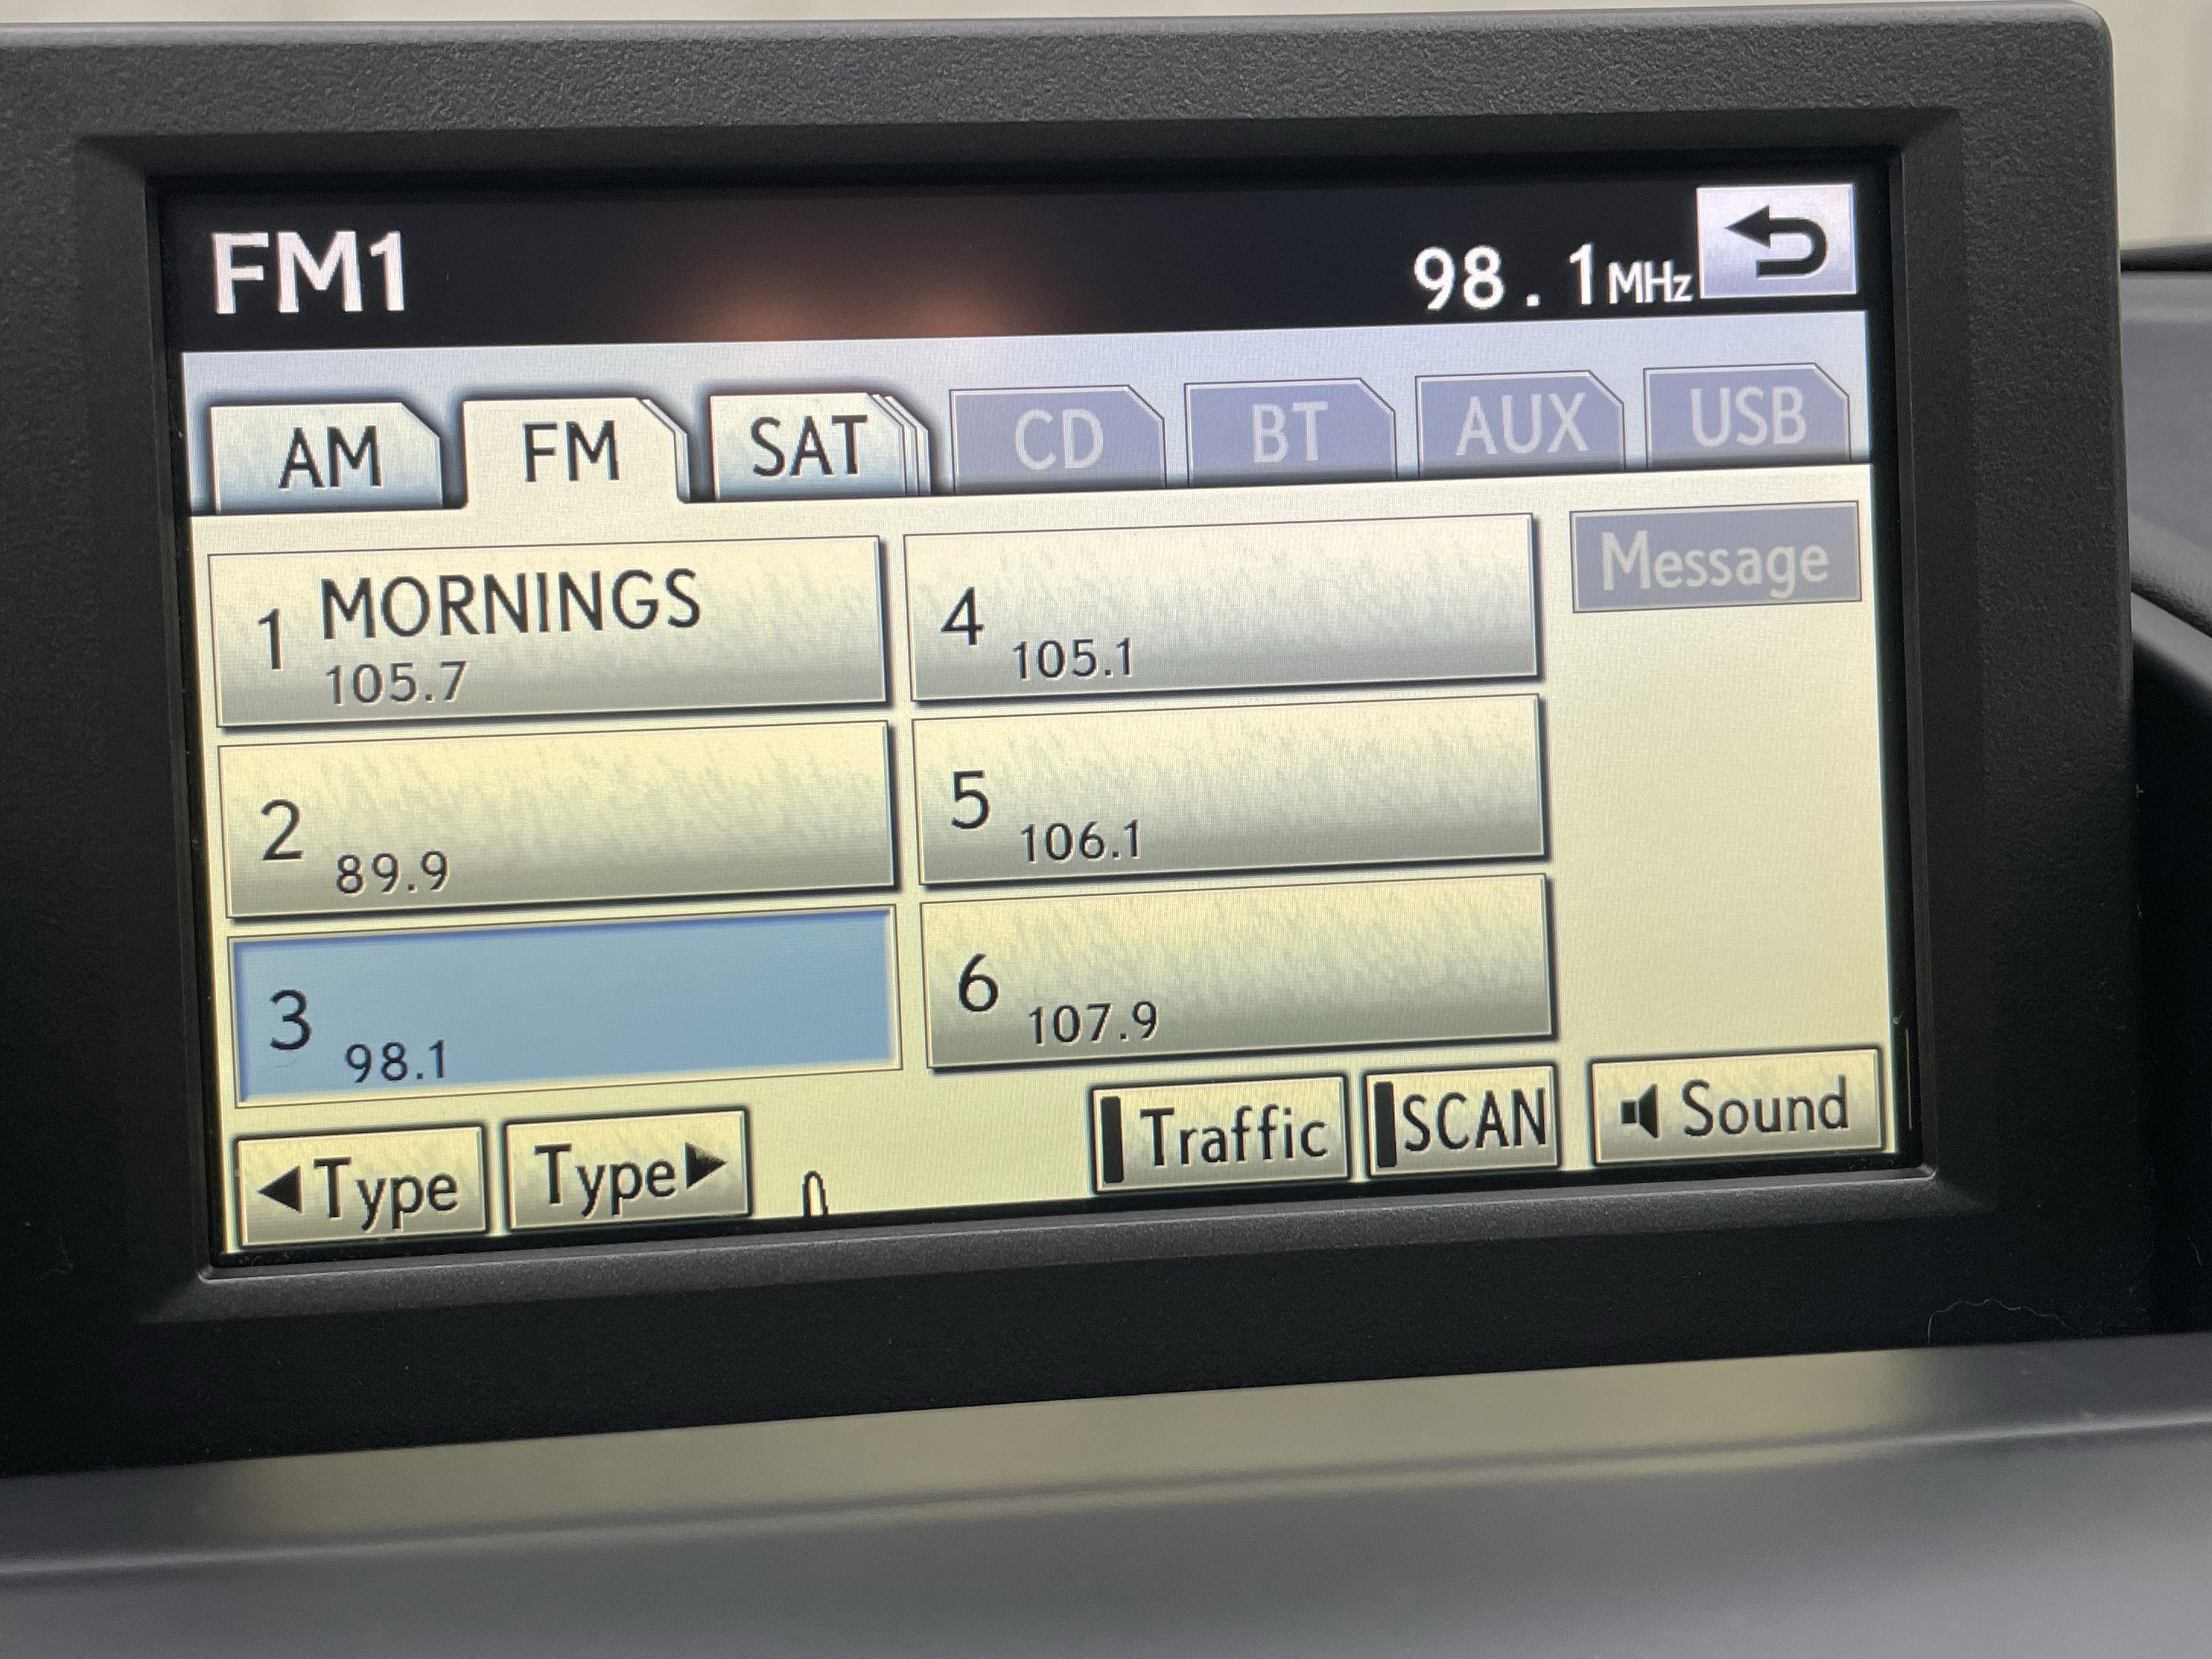 FM1
98.1MHz
AM
FM
SAT
CD
BT
AUX
USB
1 MORNINGS
105.7
2
89.9
3
98.1
4
105.1
5
106.1
6
107.9
Message
Type
Type
Traffic
SCAN
Sound